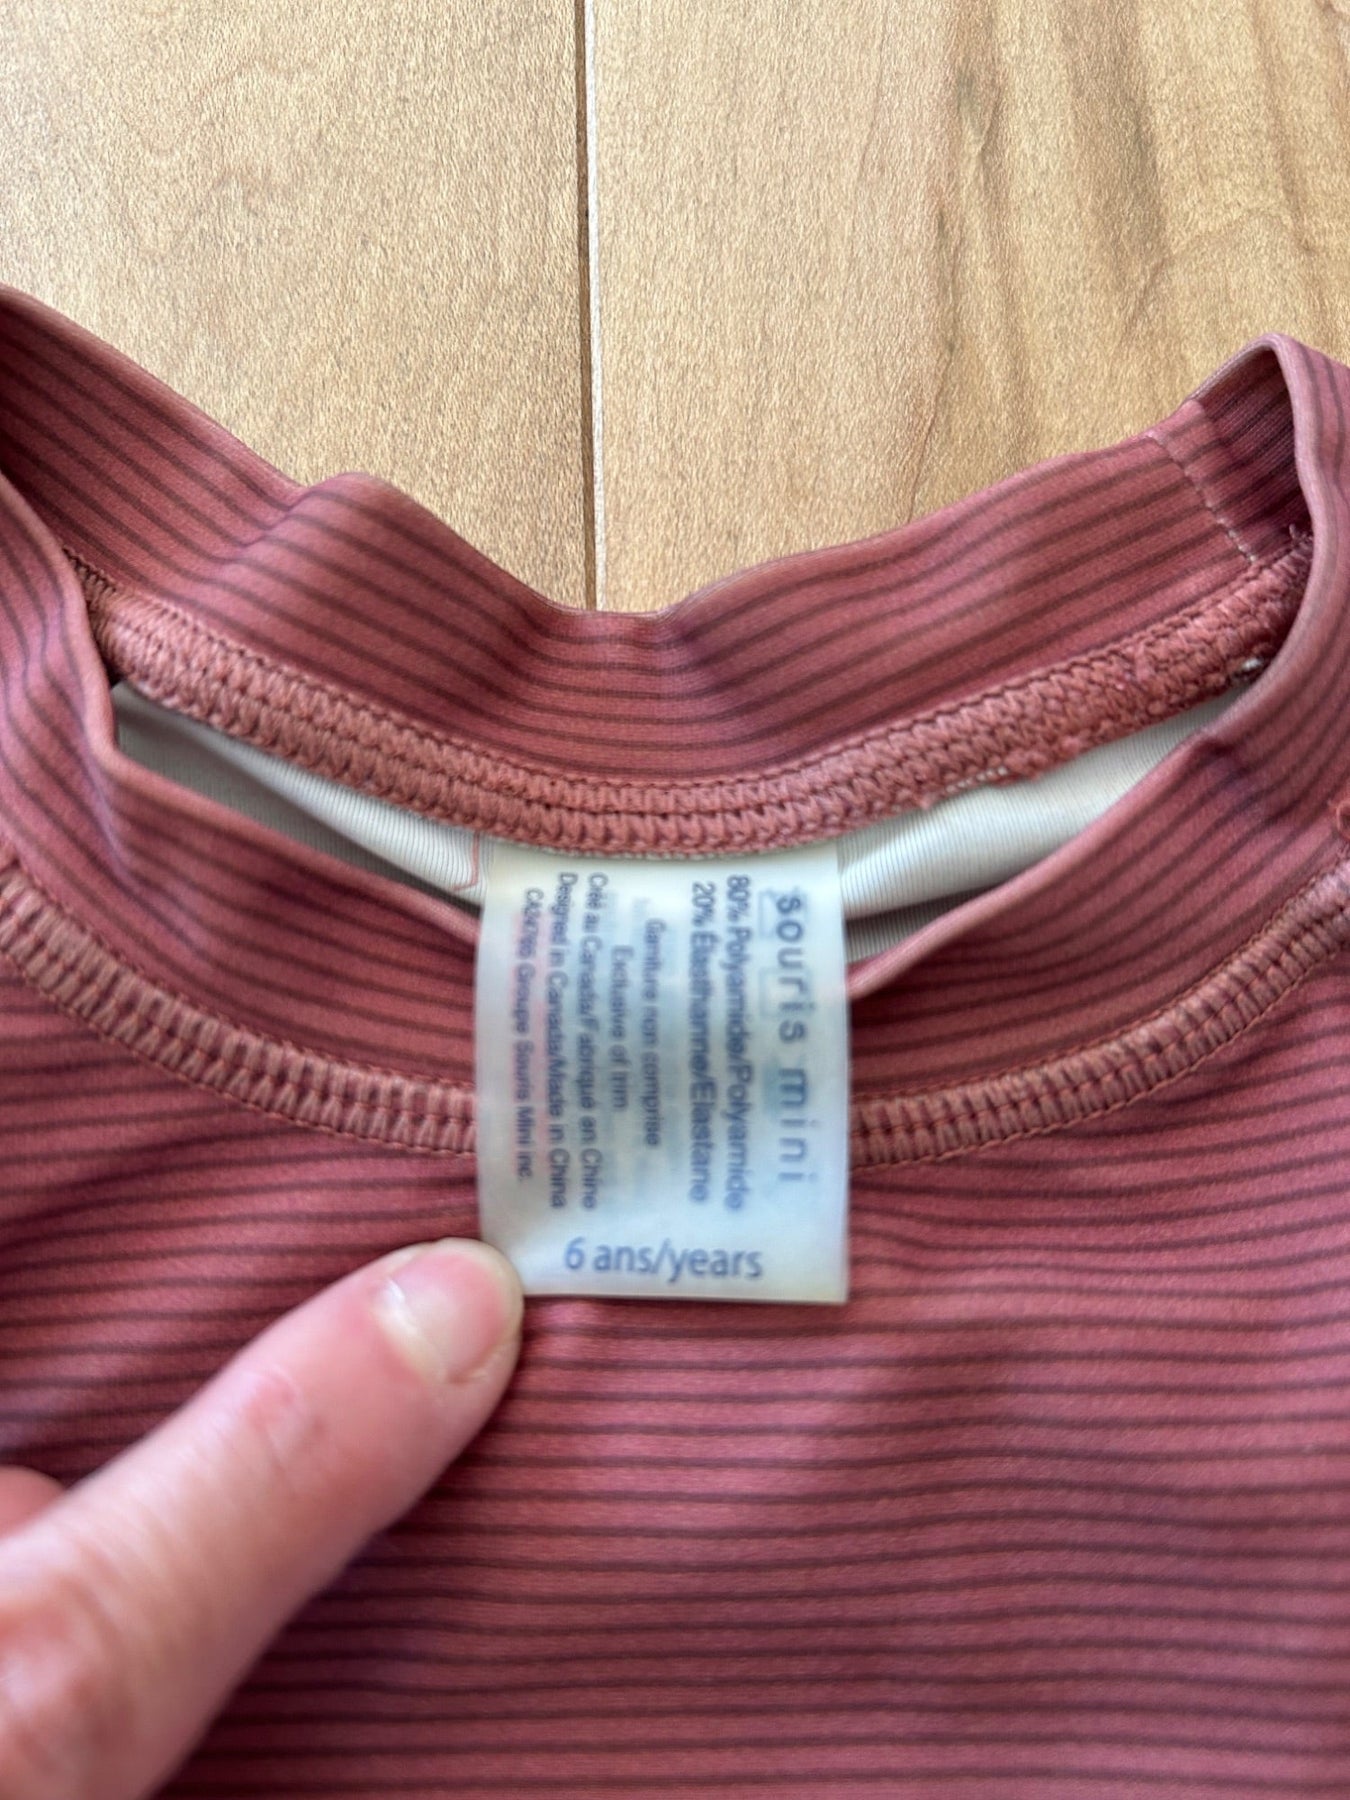 souris mini
80% Polyamide/Polyamide
20% Élasthanne/Elastane
Garniture non comprise
Exclusive of trim
Créé au Canada/Fabriqué en Chine
Designed in Canada/Made in China
Groupe Souris Mini inc.
6 ans/years